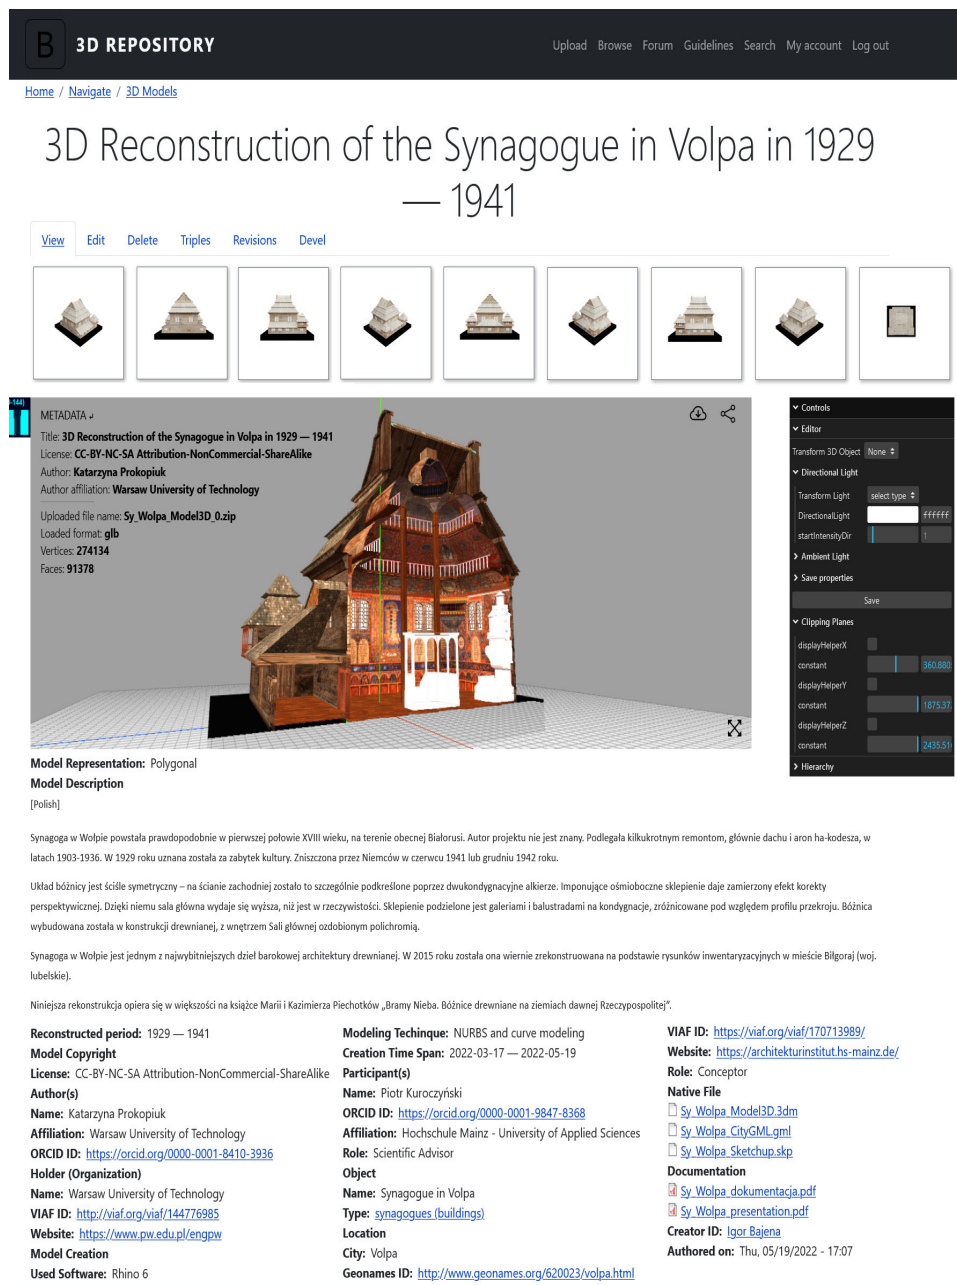 B 3D REPOSITORY
Upload Browse Forum Guidelines Search My account Log out
Home / Navigate / 3D Models
3D Reconstruction of the Synagogue in Volpa in 1929
— 1941
View Edit Delete Triples Revisions Devel
-144)
METADATA
Title: 3D Reconstruction of the Synagogue in Volpa in 1929 — 1941
License: CC-BY-NC-SA Attribution-NonCommercial-ShareAlike
Author: Katarzyna Prokopiuk
Author affiliation: Warsaw University of Technology
Uploaded file name: Sy_Wolpa_Model3D_0.zip
Loaded format: glb
Vertices: 274134
Faces: 91378
Controls
Editor
Transform 3D Object None
Directional Light
Transform Light select type
DirectionalLight ffffff
startIntensityDir 1
Ambient Light
Save properties
Save
Clipping Planes
displayHelperX
constant 360.880
displayHelperY
constant 1875.37
displayHelperZ
constant 2435.51
Hierarchy
Model Representation: Polygonal
Model Description
[Polish]
Synagoga w Wołpie powstała prawdopodobnie w pierwszej połowie XVIII wieku, na terenie obecnej Białorusi. Autor projektu nie jest znany. Podlegała kilkukrotnym remontom, głównie dachu i aron ha-kodesza, w
latach 1903-1936. W 1929 roku uznana została za zabytek kultury. Zniszczona przez Niemców w czerwcu 1941 lub grudniu 1942 roku.
Układ bóżnicy jest ściśle symetryczny – na ścianie zachodniej zostało to szczególnie podkreślone poprzez dwukondygnacyjne alkierze. Imponujące ośmioboczne sklepienie daje zamierzony efekt korekty
perspektywicznej. Dzięki niemu sala główna wydaje się wyższa, niż jest w rzeczywistości. Sklepienie podzielone jest galeriami i balustradami na kondygnacje, zróżnicowane pod względem profilu przekroju. Bóżnica
wybudowana została w konstrukcji drewnianej, z wnętrzem Sali głównej ozdobionym polichromią.
Synagoga w Wołpie jest jednym z najwybitniejszych dzieł barokowej architektury drewnianej. W 2015 roku została ona wiernie zrekonstruowana na podstawie rysunków inwentaryzacyjnych w mieście Biłgoraj (woj.
lubelskie).
Niniejsza rekonstrukcja opiera się w większości na książce Marii i Kazimierza Piechotków „Bramy Nieba. Bóżnice drewniane na ziemiach dawnej Rzeczypospolitej”.
Reconstructed period: 1929 — 1941
Model Copyright
License: CC-BY-NC-SA Attribution-NonCommercial-ShareAlike
Author(s)
Name: Katarzyna Prokopiuk
Affiliation: Warsaw University of Technology
ORCID ID: https://orcid.org/0000-0001-8410-3936
Holder (Organization)
Name: Warsaw University of Technology
VIAF ID: http://viaf.org/viaf/144776985
Website: https://www.pw.edu.pl/engpw
Model Creation
Used Software: Rhino 6
Modeling Techinque: NURBS and curve modeling
Creation Time Span: 2022-03-17 — 2022-05-19
Participant(s)
Name: Piotr Kuroczyński
ORCID ID: https://orcid.org/0000-0001-9847-8368
Affiliation: Hochschule Mainz - University of Applied Sciences
Role: Scientific Advisor
Object
Name: Synagogue in Volpa
Type: synagogues (buildings)
Location
City: Volpa
Geonames ID: http://www.geonames.org/620023/volpa.html
VIAF ID: https://viaf.org/viaf/170713989/
Website: https://architekturinstitut.hs-mainz.de/
Role: Conceptor
Native File
Sy_Wolpa_Model3D.3dm
Sy_Wolpa_CityGML.gml
Sy_Wolpa_Sketchup.skp
Documentation
Sy_Wolpa_dokumentacja.pdf
Sy_Wolpa_presentation.pdf
Creator ID: Igor Bajena
Authored on: Thu, 05/19/2022 - 17:07